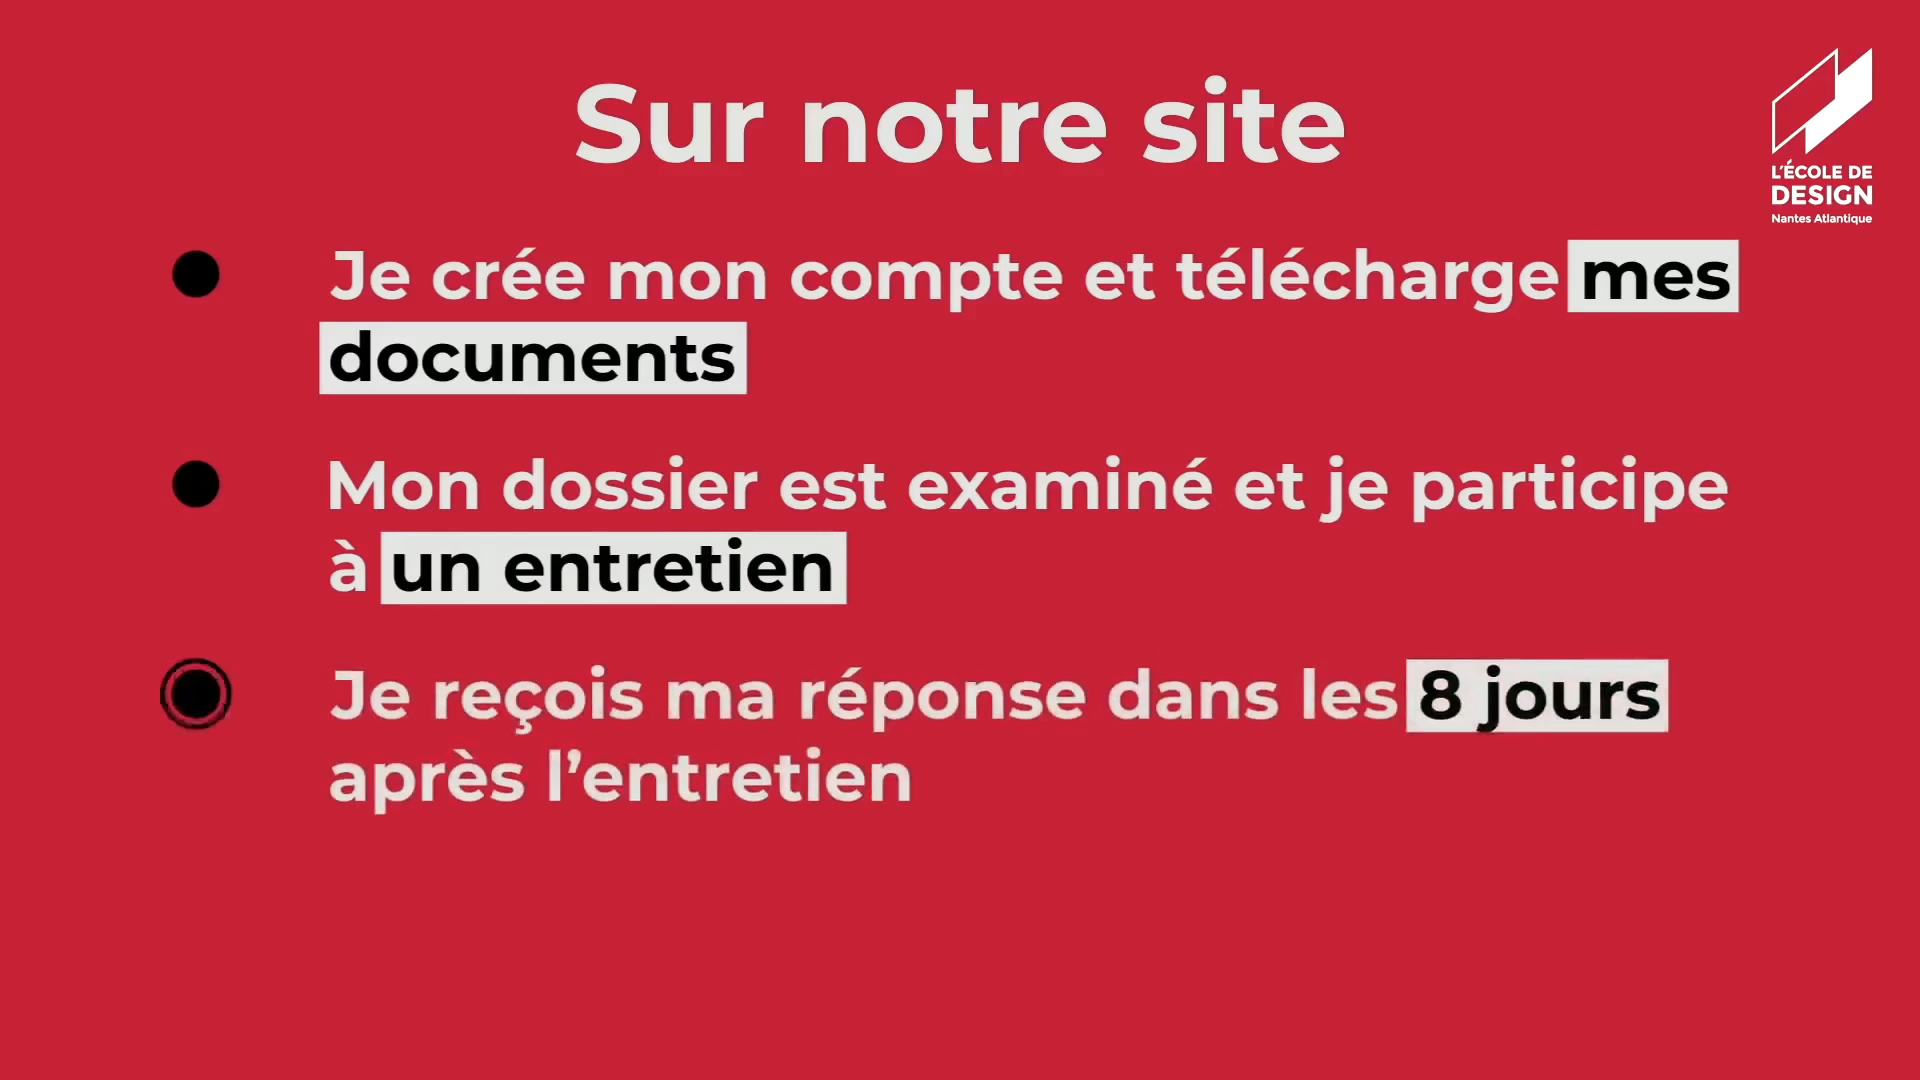 Sur notre site
L'ÉCOLE DE
DESIGN
Nantes Atlantique
Je crée mon compte et télécharge mes
documents
Mon dossier est examiné et je participe
à un entretien
Je reçois ma réponse dans les 8 jours
après l’entretien